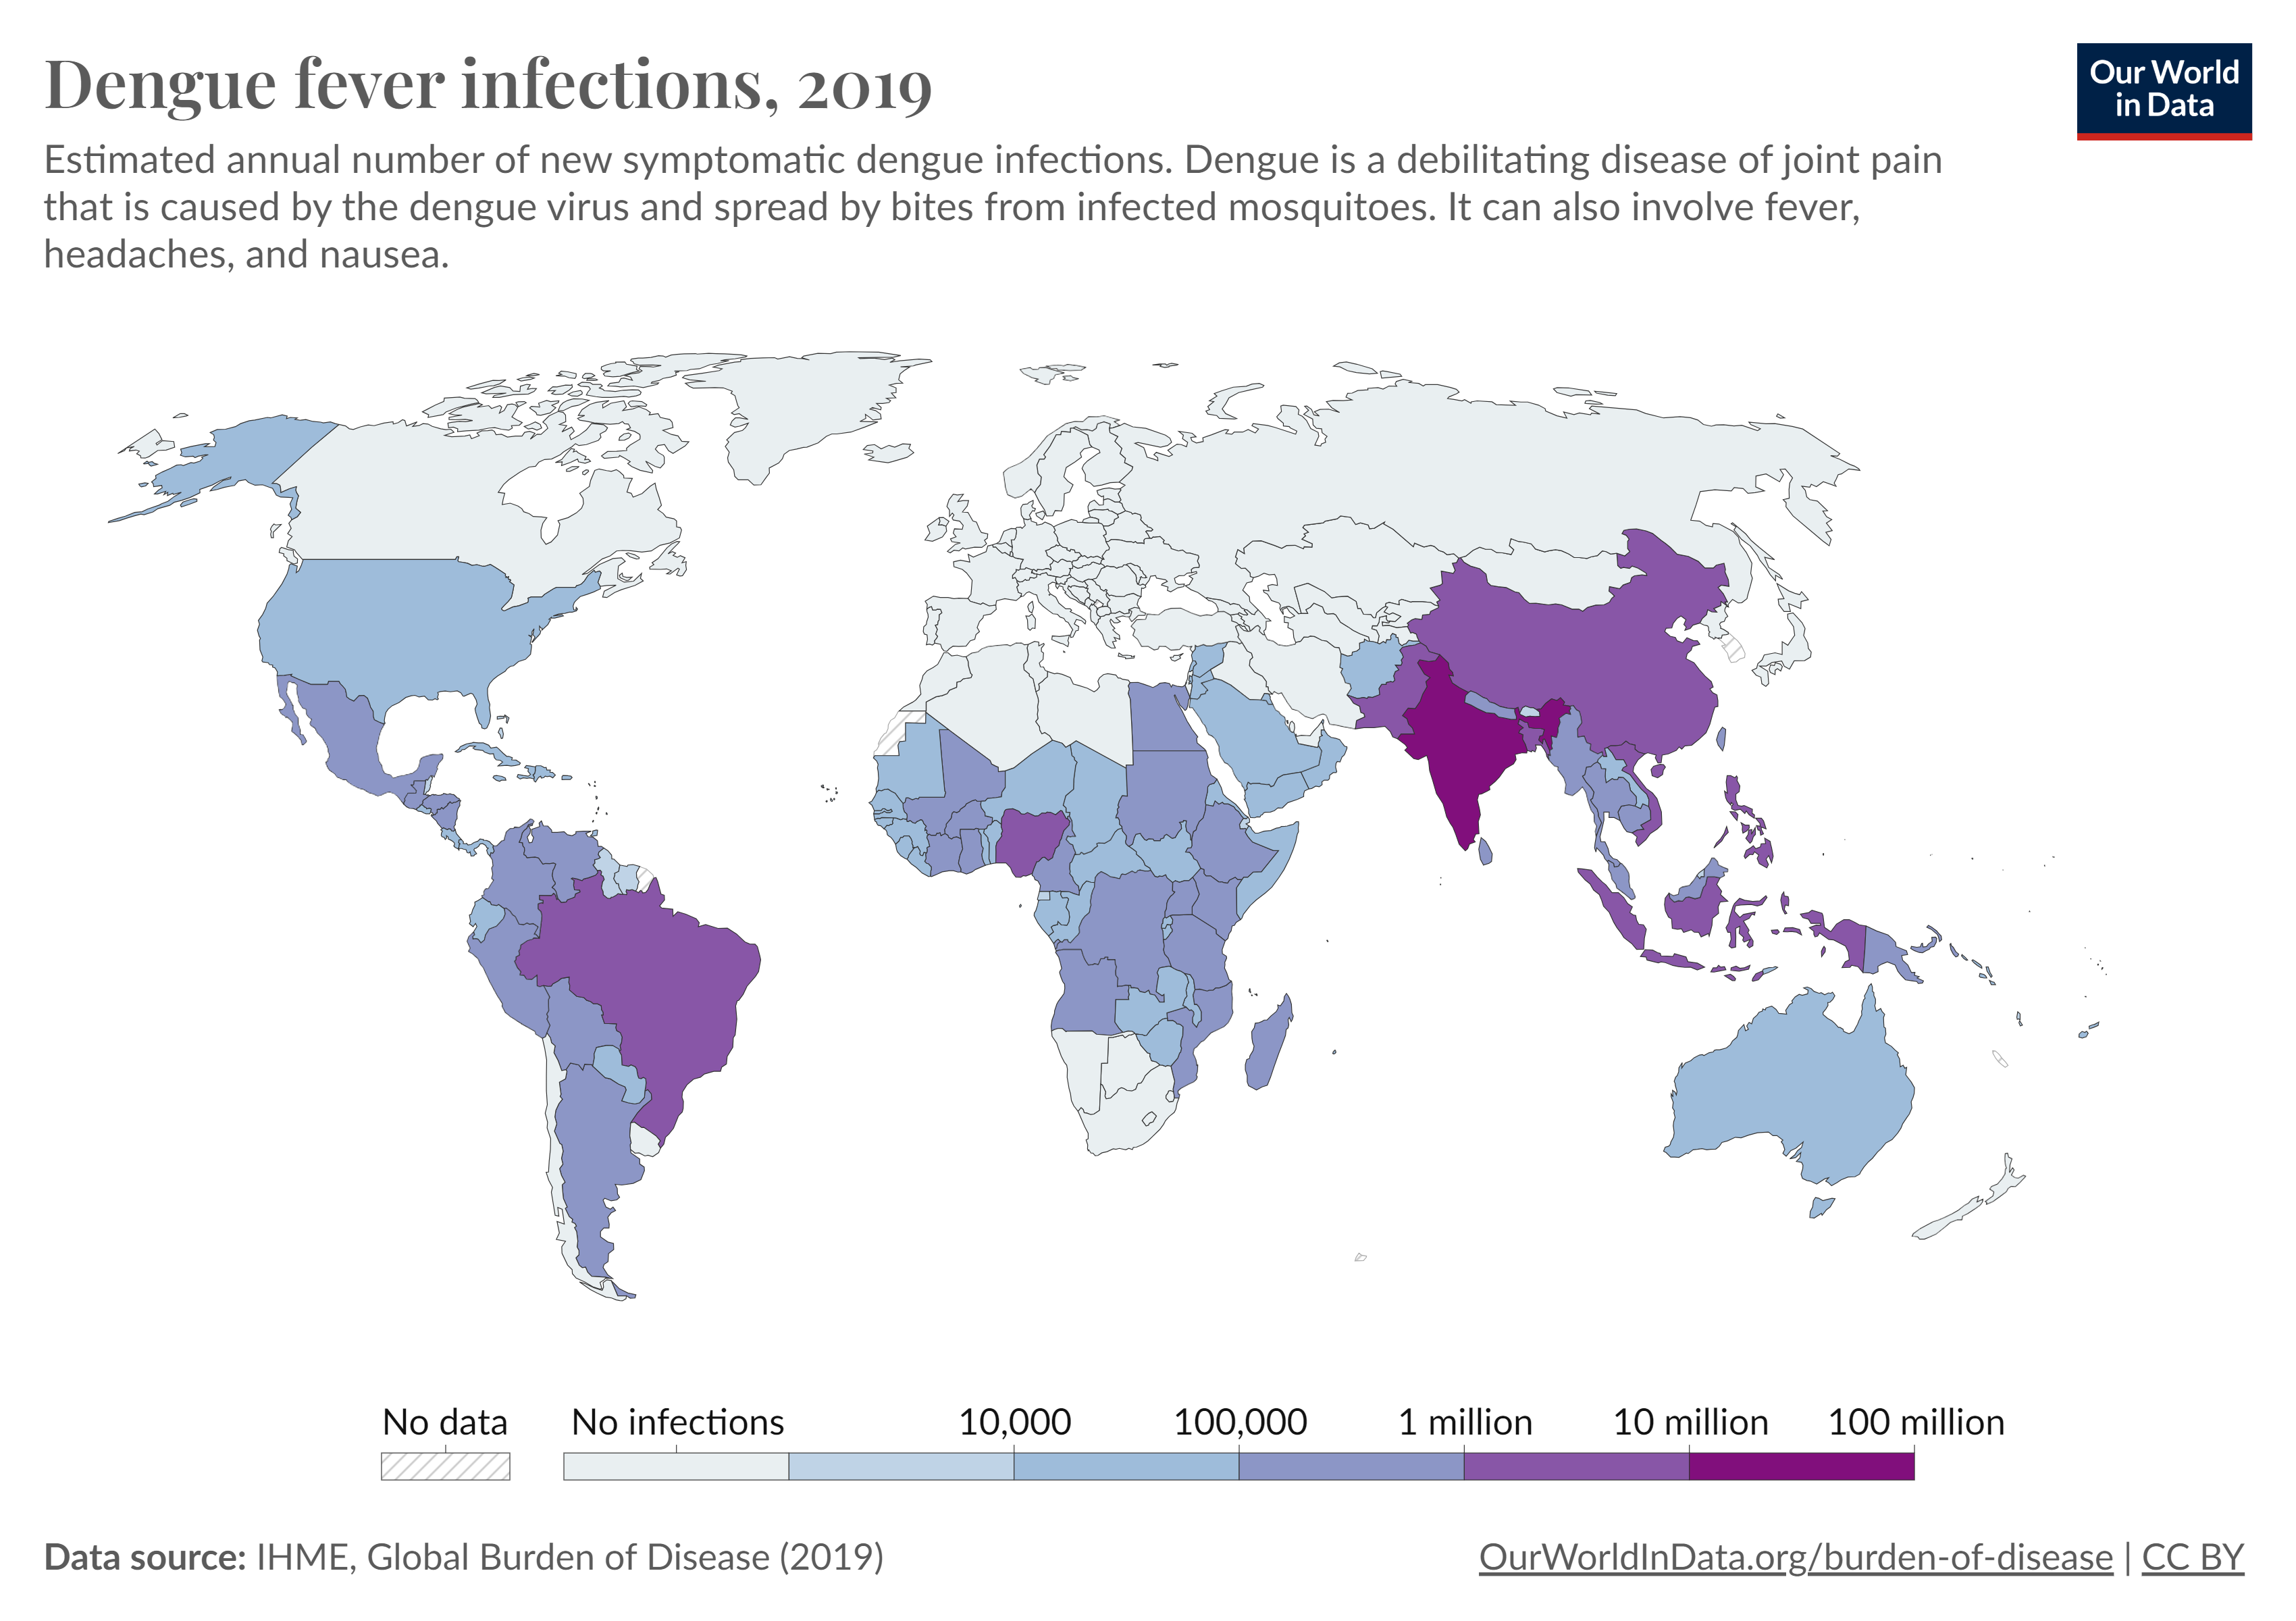 Dengue fever infections, 2019
Our World
in Data
Estimated annual number of new symptomatic dengue infections. Dengue is a debilitating disease of joint pain
that is caused by the dengue virus and spread by bites from infected mosquitoes. It can also involve fever,
headaches, and nausea.
No data
No infections
10,000
100,000
1 million
10 million
100 million
Data source: IHME, Global Burden of Disease (2019)
OurWorldInData.org/burden-of-disease | CC BY